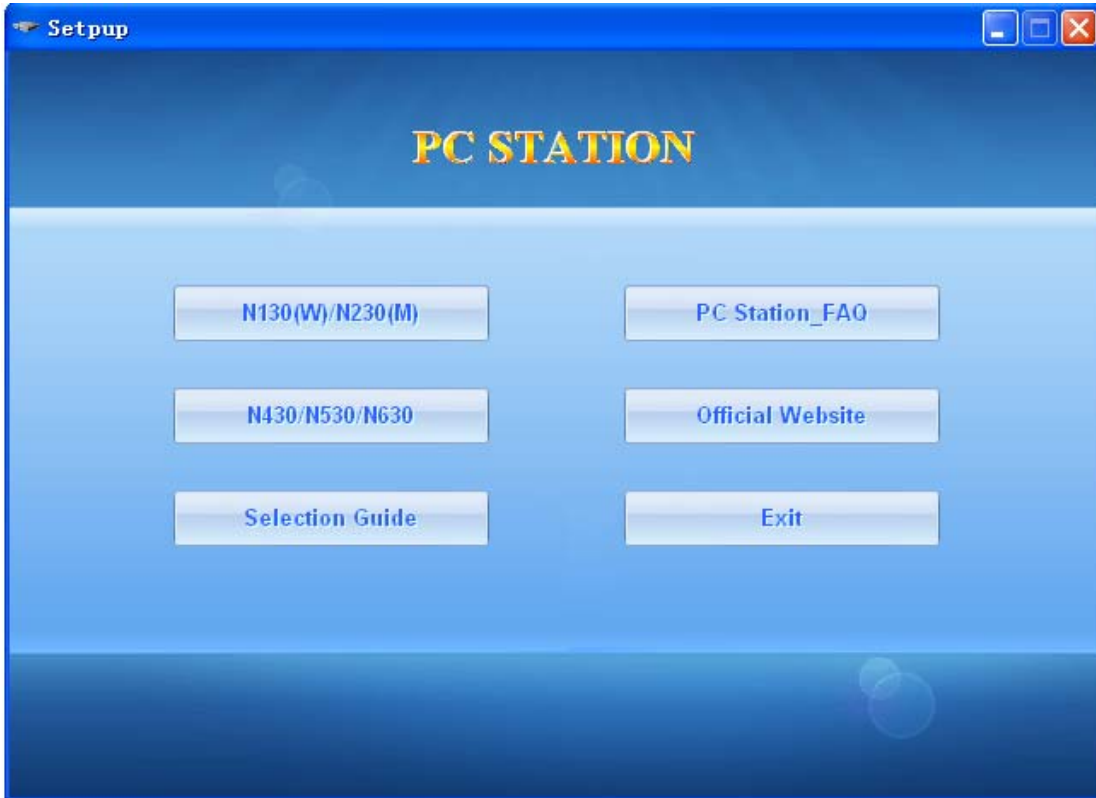 Setpup
PC STATION
N130(W)/N230(M)
PC Station_FAQ
N430/N530/N630
Official Website
Selection Guide
Exit